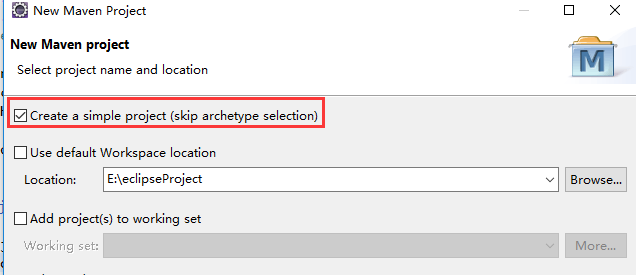 New Maven Project
New Maven project
Select project name and location
M
Create a simple project (skip archetype selection)
Use default Workspace location
Location: E:\eclipseProject Browse...
Add project(s) to working set
Working set: More...